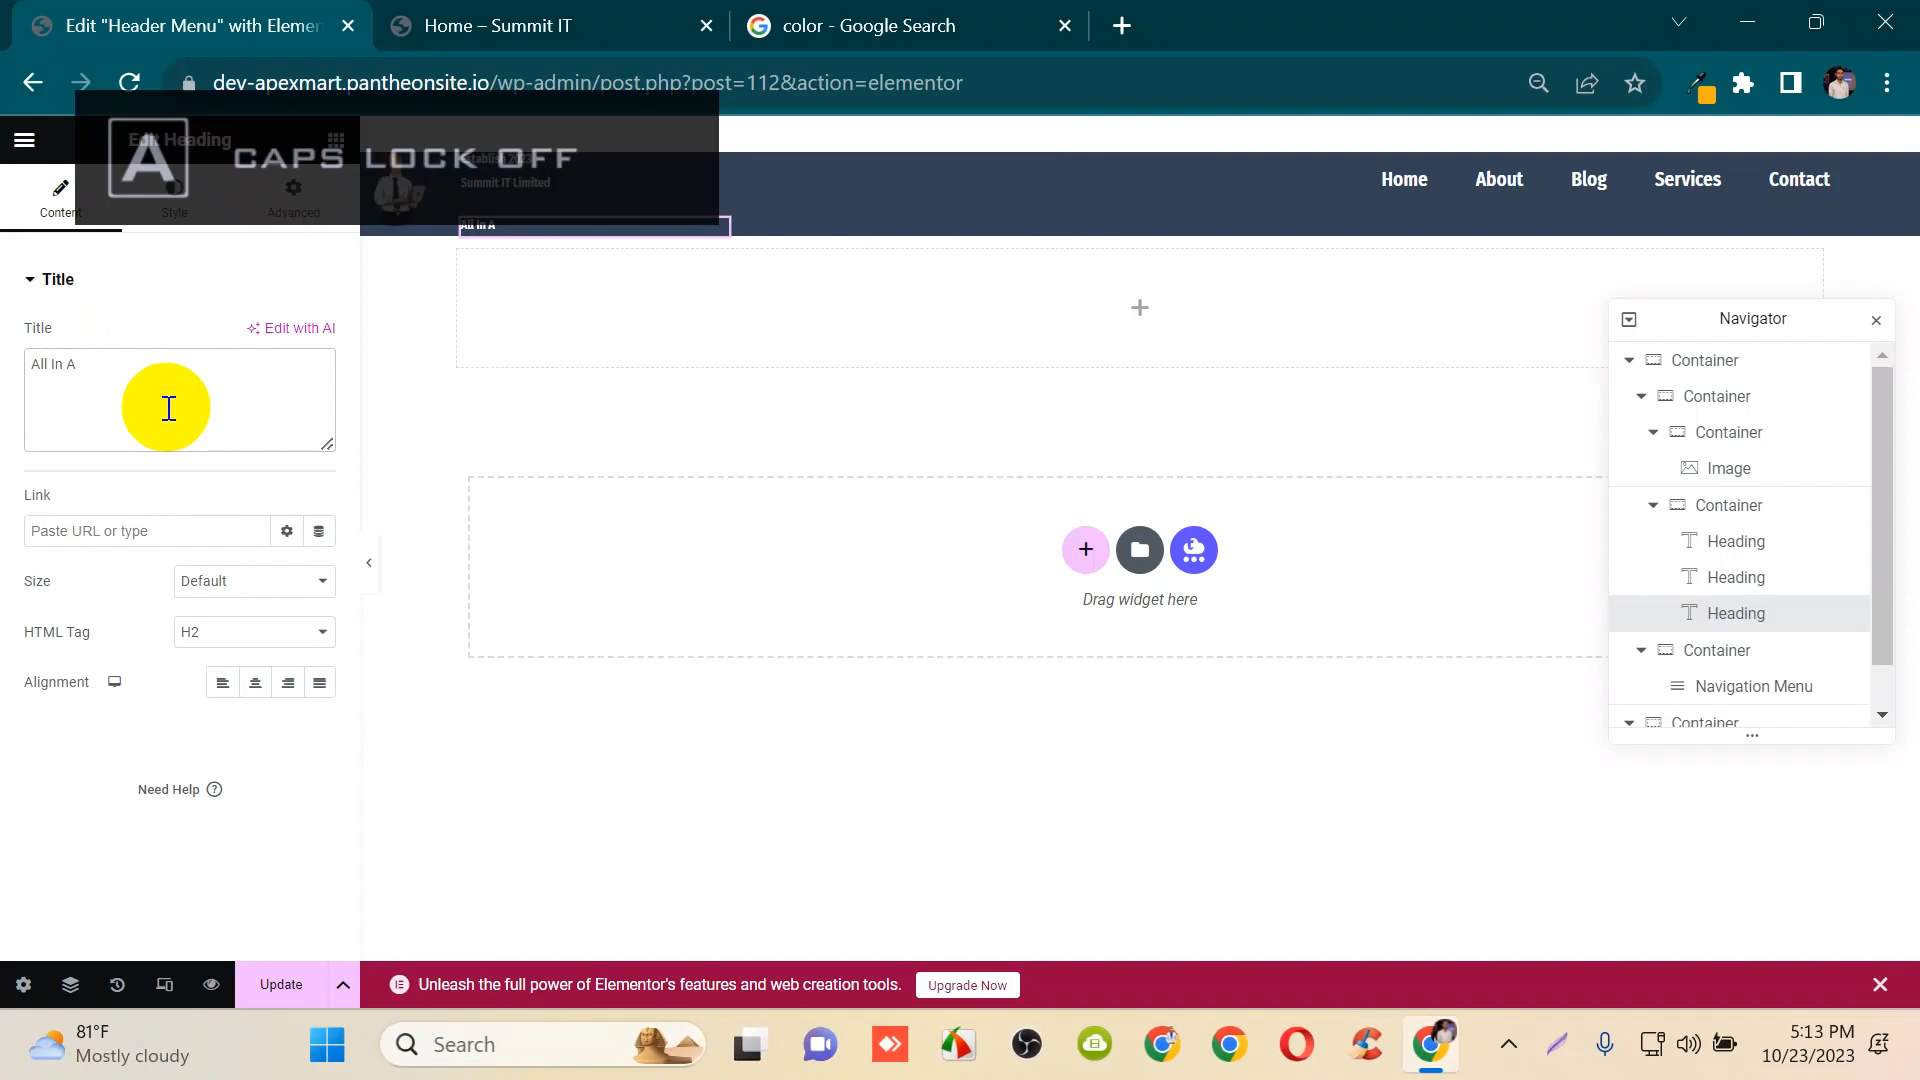 Edit "Header Menu" with Elemen
Home – Summit IT
color - Google Search
dev-apexmart.pantheonsite.io/wp-admin/post.php?post=112&action=elementor
Edit Heading
A CAPS LOCK OFF
Establish 2023
Summit IT Limited
All In A
Home
About
Blog
Services
Contact
Content
Style
Advanced
Title
Title
Edit with AI
All In A
Link
Paste URL or type
Size
Default
HTML Tag
H2
Alignment
Need Help
Drag widget here
Navigator
Container
Container
Container
Image
Container
Heading
Heading
Heading
Container
Navigation Menu
Container
Update
Unleash the full power of Elementor's features and web creation tools.
Upgrade Now
81°F
Mostly cloudy
Search
5:13 PM
10/23/2023